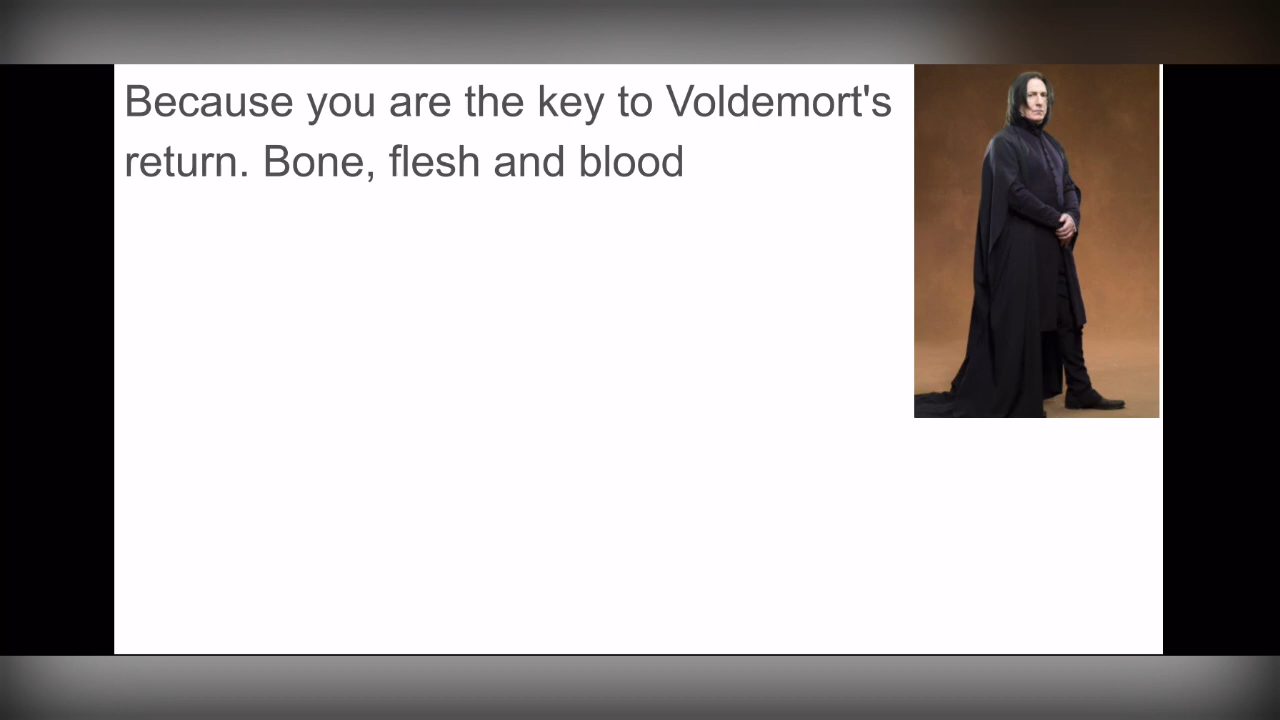 Because you are the key to Voldemort's
return. Bone, flesh and blood